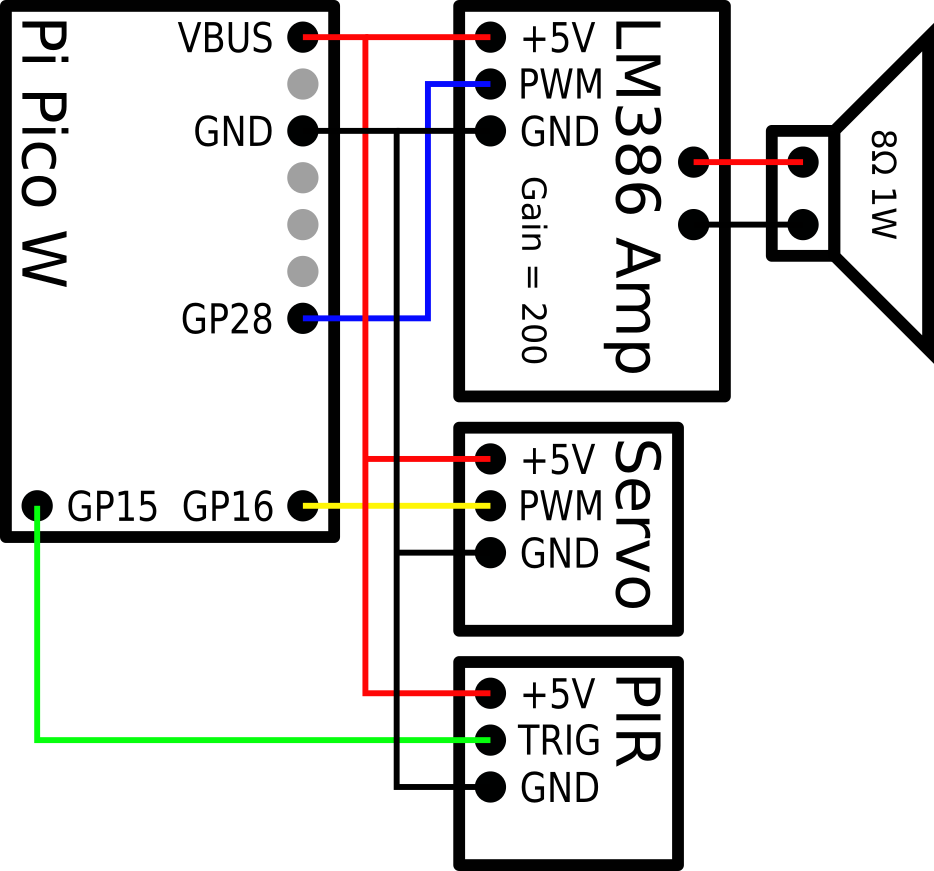 Pi Pico W
VBUS
GND
GP28
GP15
GP16
LM386 Amp
+5V
PWM
GND
Gain = 200
8Ω 1W
Servo
+5V
PWM
GND
PIR
+5V
TRIG
GND